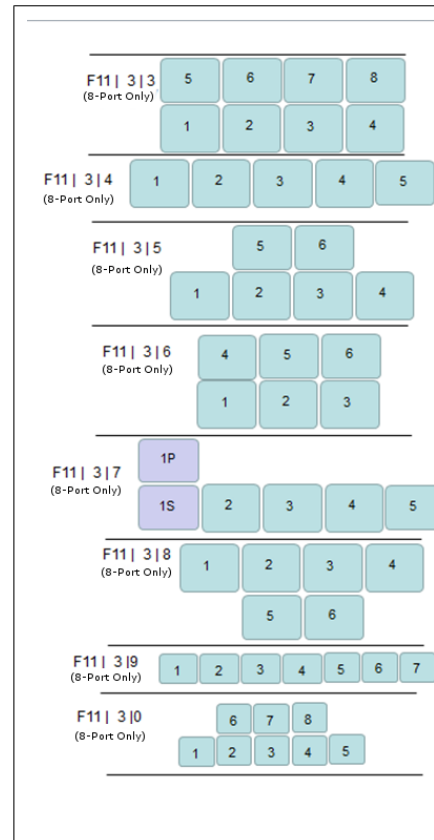 F11 | 3|3 5 6 7 8
(8-Port Only)
1 2 3 4
F11 | 3|4 1 2 3 4 5
(8-Port Only)
F11 | 3|5 5 6
(8-Port Only)
1 2 3 4
F11 | 3|6 4 5 6
(8-Port Only)
1 2 3
1P
F11 | 3|7
(8-Port Only)
1S 2 3 4 5
F11 | 3|8 1 2 3 4
(8-Port Only)
5 6
F11 | 3|9 1 2 3 4 5 6 7
(8-Port Only)
F11 | 3|0 6 7 8
(8-Port Only)
1 2 3 4 5